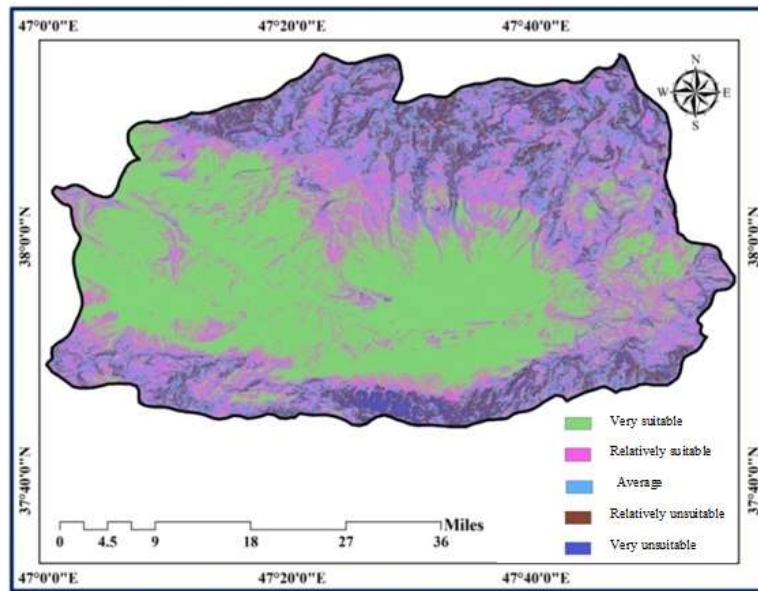 47°0'0"E 47°20'0"E 47°40'0"E
N
W E
S
38°0'0"N 38°0'0"N
Very suitable
Relatively suitable
Average
Relatively unsuitable
Very unsuitable
37°40'0"N 37°40'0"N
Miles
0 4.5 9 18 27 36
47°0'0"E 47°20'0"E 47°40'0"E